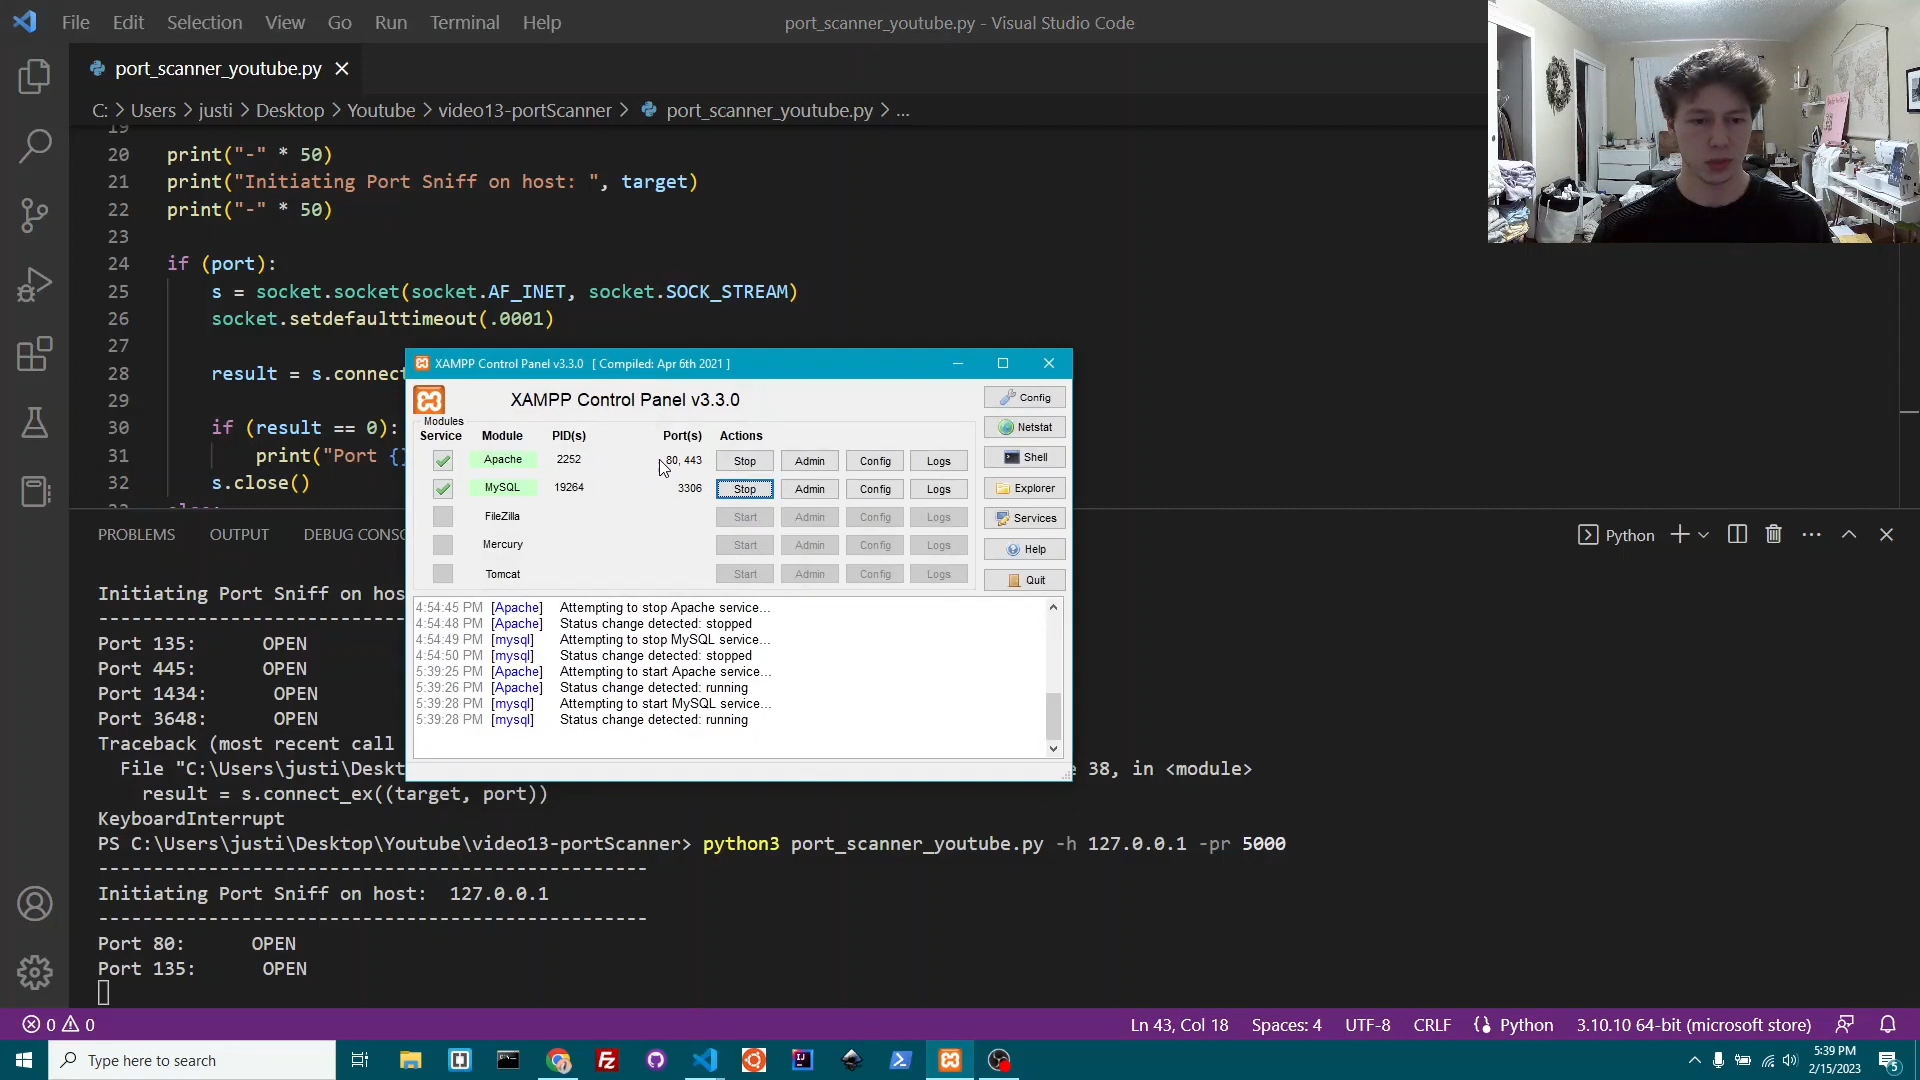 File Edit Selection View Go Run Terminal Help
port_scanner_youtube.py - Visual Studio Code
port_scanner_youtube.py
C: > Users > justi > Desktop > Youtube > video13-portScanner > port_scanner_youtube.py > ...
19
20 print("-" * 50)
21 print("Initiating Port Sniff on host: ", target)
22 print("-" * 50)
23
24 if (port):
25 s = socket.socket(socket.AF_INET, socket.SOCK_STREAM)
26 socket.setdefaulttimeout(.0001)
27
28 result = s.connect
29
30 if (result == 0):
31 print("Port {}
32 s.close()
XAMPP Control Panel v3.3.0 [ Compiled: Apr 6th 2021 ]
XAMPP Control Panel v3.3.0
Config
Modules
Service Module PID(s) Port(s) Actions
Netstat
Apache 2252 80, 443 Stop Admin Config Logs
Shell
MySQL 19264 3306 Stop Admin Config Logs
Explorer
FileZilla Start Admin Config Logs
Services
Mercury Start Admin Config Logs
Help
Tomcat Start Admin Config Logs
Quit
4:54:45 PM [Apache] Attempting to stop Apache service...
4:54:48 PM [Apache] Status change detected: stopped
4:54:49 PM [mysql] Attempting to stop MySQL service...
4:54:50 PM [mysql] Status change detected: stopped
5:39:25 PM [Apache] Attempting to start Apache service...
5:39:26 PM [Apache] Status change detected: running
5:39:28 PM [mysql] Attempting to start MySQL service...
5:39:28 PM [mysql] Status change detected: running
PROBLEMS OUTPUT DEBUG CONSO
Python
Initiating Port Sniff on hos
----------------------------
Port 135: OPEN
Port 445: OPEN
Port 1434: OPEN
Port 3648: OPEN
Traceback (most recent call
File "C:\Users\justi\Deskt 38, in <module>
result = s.connect_ex((target, port))
KeyboardInterrupt
PS C:\Users\justi\Desktop\Youtube\video13-portScanner> python3 port_scanner_youtube.py -h 127.0.0.1 -pr 5000
--------------------------------------------------
Initiating Port Sniff on host:  127.0.0.1
--------------------------------------------------
Port 80: OPEN
Port 135: OPEN
0 0
Ln 43, Col 18 Spaces: 4 UTF-8 CRLF Python 3.10.10 64-bit (microsoft store)
Type here to search
5:39 PM
2/15/2023
5